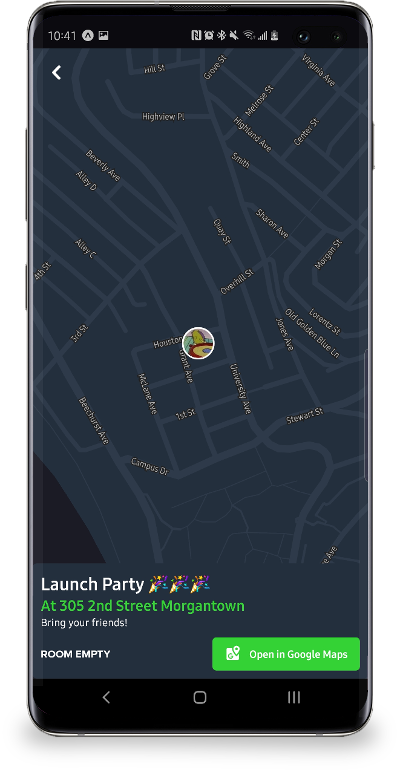 10:41
Hill St
Grove St
Virginia Ave
Melrose St
Highview Pl
Highland Ave
Center St
Smith
Beverly Ave
Alley D
Quay St
Sharon Ave
Alley C
Morgan St
4th St
Overhill St
3rd St
Houston
Grant Ave
Jones Ave
Lorentz St
Old Golden Blue Ln
McLane Ave
University Ave
Beechurst Ave
1st St
Stewart St
Campus Dr
Launch Party 🎉🎉🎉
At 305 2nd Street Morgantown
Bring your friends!
ROOM EMPTY
Open in Google Maps